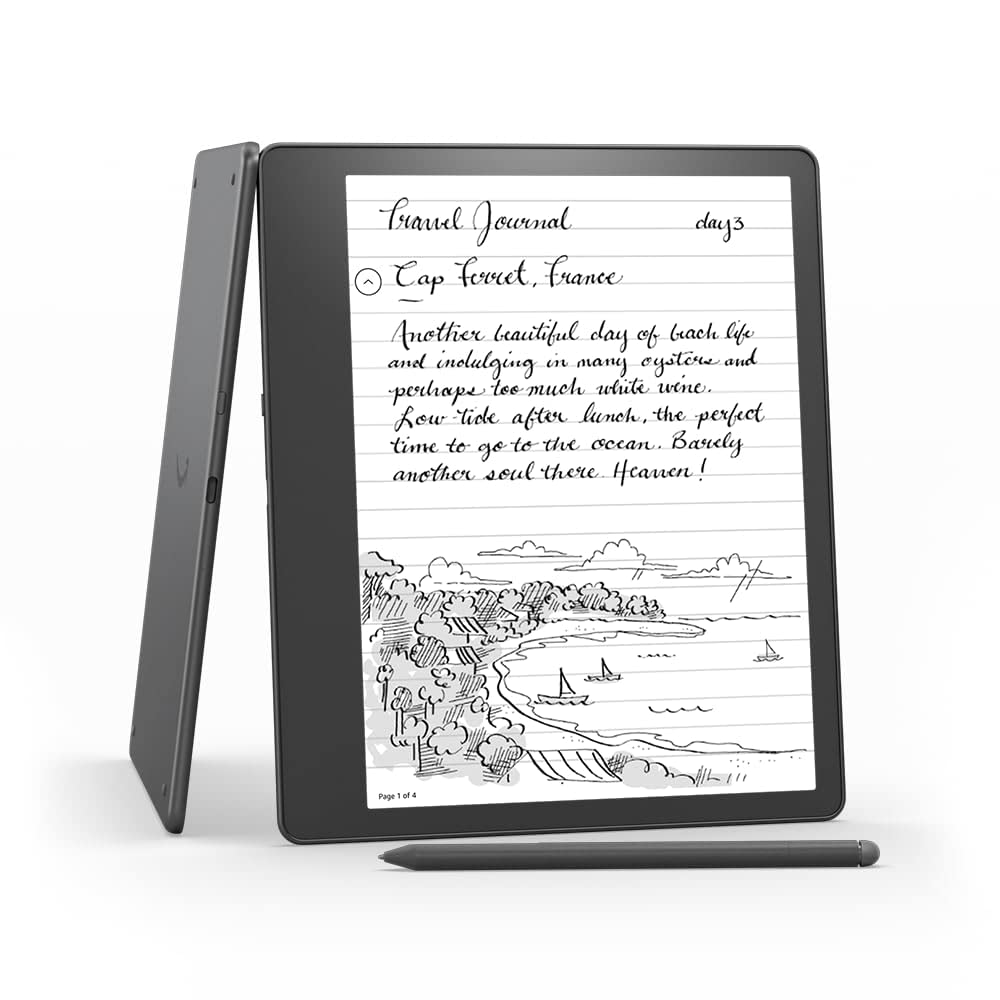 Travel Journal day 3
Cap Ferret, France
Another beautiful day of beach life
and indulging in many oysters and
perhaps too much white wine.
Low tide after lunch, the perfect
time to go to the ocean. Barely
another soul there. Heaven!
Page 1 of 4